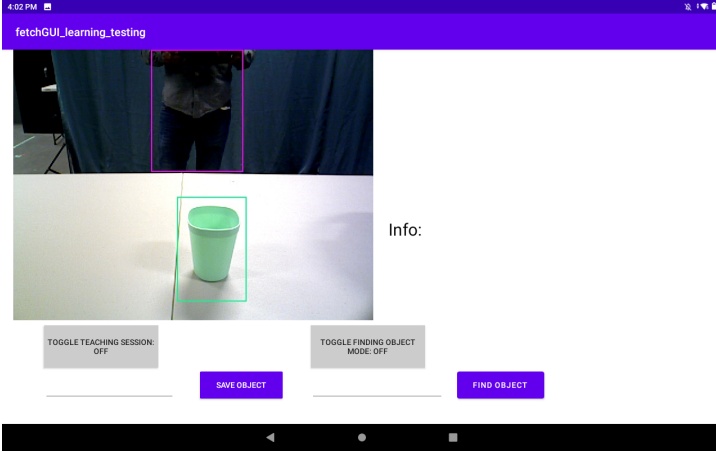 4:02 PM
fetchGUI_learning_testing
Info:
TOGGLE TEACHING SESSION:
OFF
TOGGLE FINDING OBJECT
MODE: OFF
SAVE OBJECT
FIND OBJECT